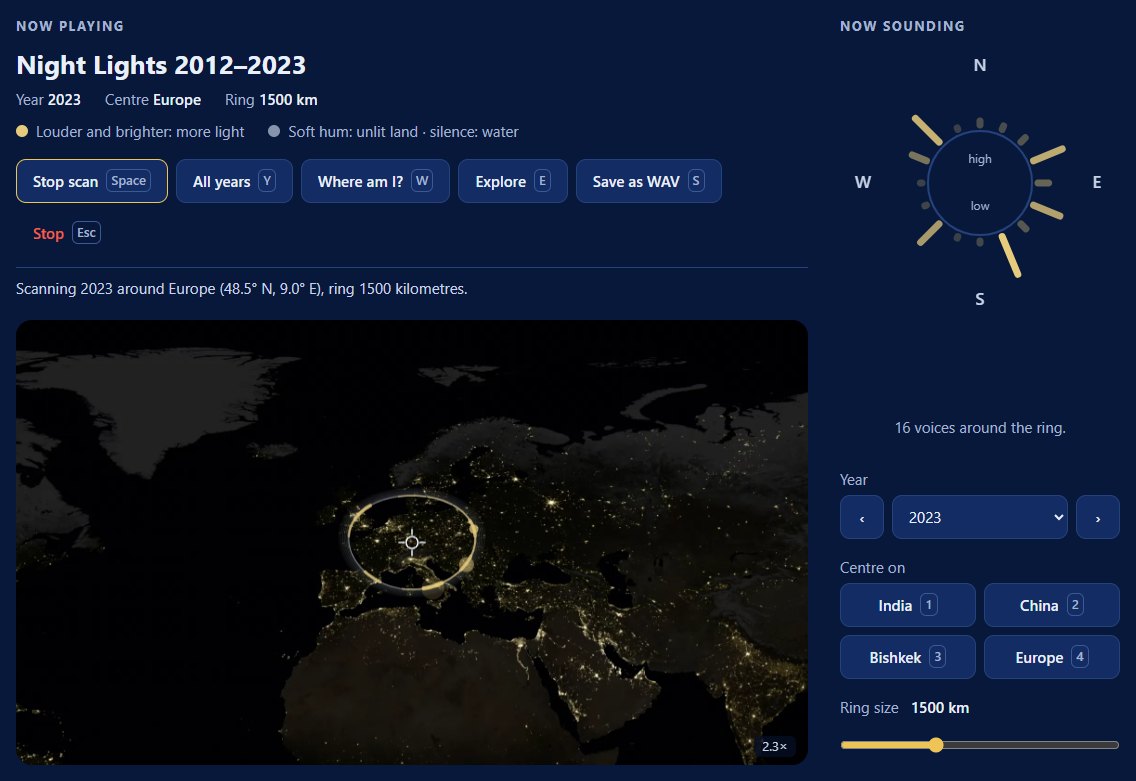 NOW PLAYING
Night Lights 2012–2023
Year 2023 Centre Europe Ring 1500 km
Louder and brighter: more light Soft hum: unlit land · silence: water
Stop scan Space All years Y Where am I? W Explore E Save as WAV S
Stop Esc
Scanning 2023 around Europe (48.5° N, 9.0° E), ring 1500 kilometres.
2.3×
NOW SOUNDING
N
high
W E
low
S
16 voices around the ring.
Year
‹ 2023 ›
Centre on
India 1 China 2
Bishkek 3 Europe 4
Ring size 1500 km